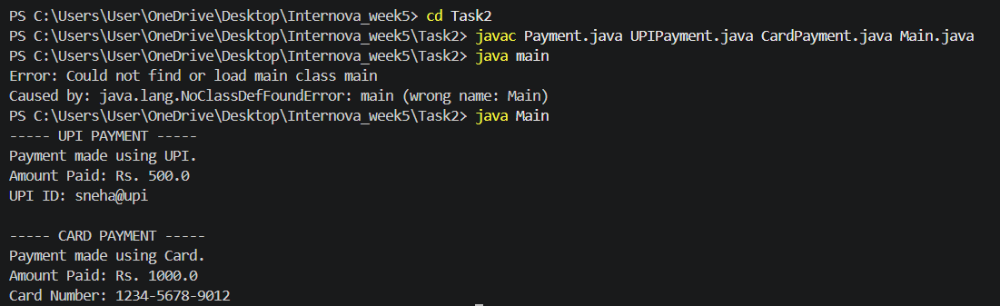 PS C:\Users\User\OneDrive\Desktop\Internova_week5> cd Task2
PS C:\Users\User\OneDrive\Desktop\Internova_week5\Task2> javac Payment.java UPIPayment.java CardPayment.java Main.java
PS C:\Users\User\OneDrive\Desktop\Internova_week5\Task2> java main
Error: Could not find or load main class main
Caused by: java.lang.NoClassDefFoundError: main (wrong name: Main)
PS C:\Users\User\OneDrive\Desktop\Internova_week5\Task2> java Main
----- UPI PAYMENT -----
Payment made using UPI.
Amount Paid: Rs. 500.0
UPI ID: sneha@upi

----- CARD PAYMENT -----
Payment made using Card.
Amount Paid: Rs. 1000.0
Card Number: 1234-5678-9012